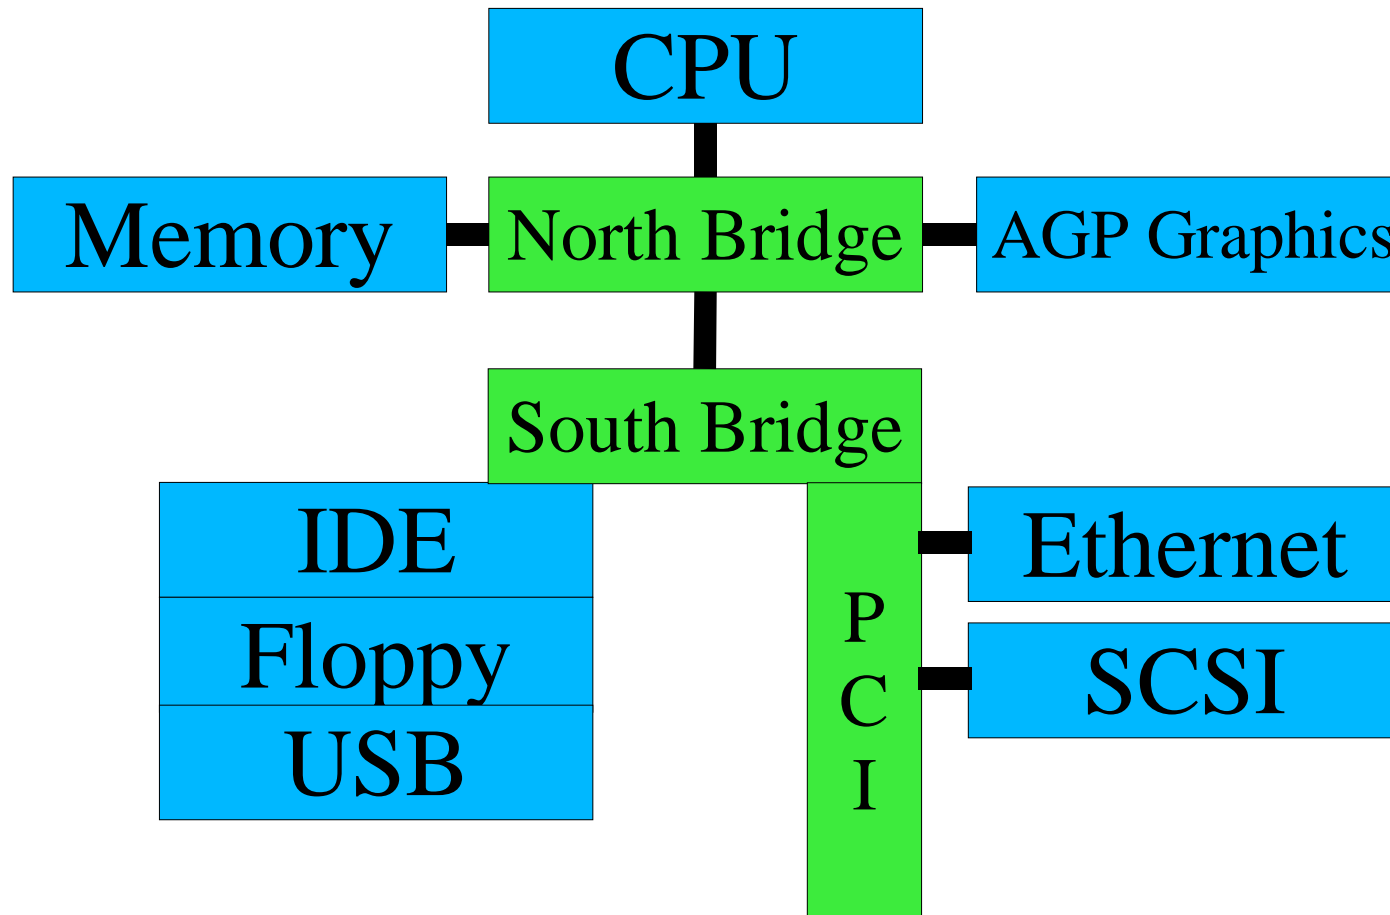 CPU
Memory
North Bridge
AGP Graphics
South Bridge
IDE
Floppy
USB
P
C
I
Ethernet
SCSI